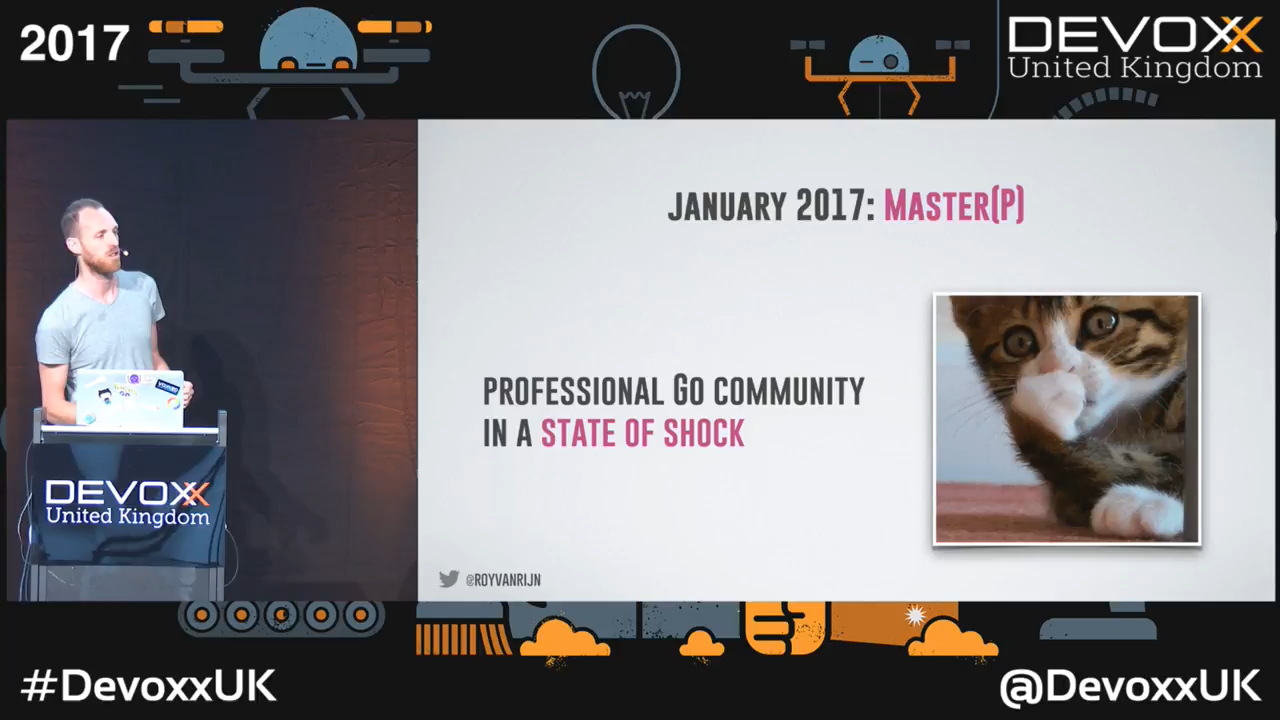 2017
DEVOXX
United Kingdom
JANUARY 2017: MASTER(P)
PROFESSIONAL GO COMMUNITY
IN A STATE OF SHOCK
@ROYVANRIJN
DEVOXX
United Kingdom
#DevoxxUK
@DevoxxUK